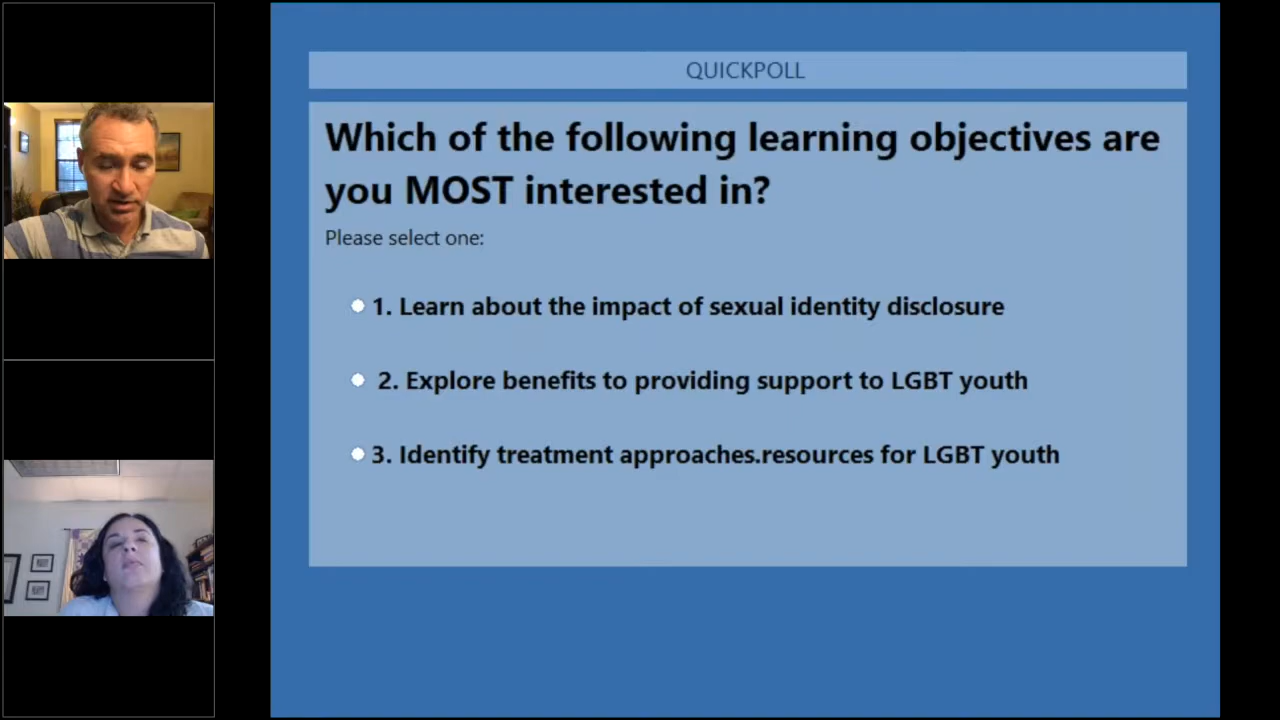 QUICKPOLL
Which of the following learning objectives are
you MOST interested in?
Please select one:
1. Learn about the impact of sexual identity disclosure
2. Explore benefits to providing support to LGBT youth
3. Identify treatment approaches.resources for LGBT youth